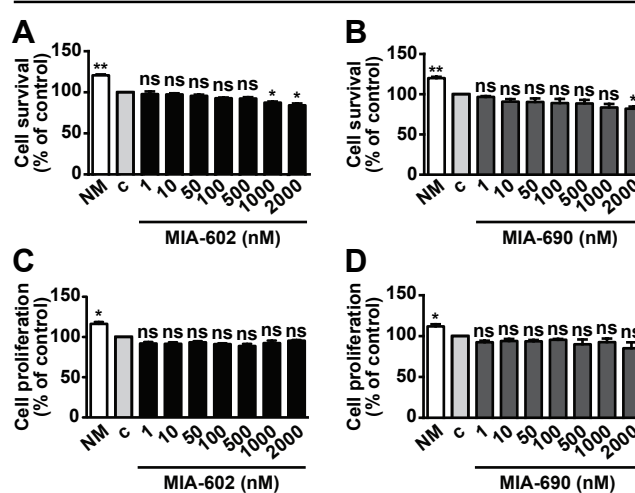 A
Cell survival
(% of control)
150
100
50
0
**
ns ns ns ns ns * *
NM c 1 10 50 100 500 1000 2000
MIA-602 (nM)
B
Cell survival
(% of control)
150
100
50
0
**
ns ns ns ns ns ns *
NM c 1 10 50 100 500 1000 2000
MIA-690 (nM)
C
Cell proliferation
(% of control)
150
100
50
0
*
ns ns ns ns ns ns ns
NM c 1 10 50 100 500 1000 2000
MIA-602 (nM)
D
Cell proliferation
(% of control)
150
100
50
0
*
ns ns ns ns ns ns ns
NM c 1 10 50 100 500 1000 2000
MIA-690 (nM)